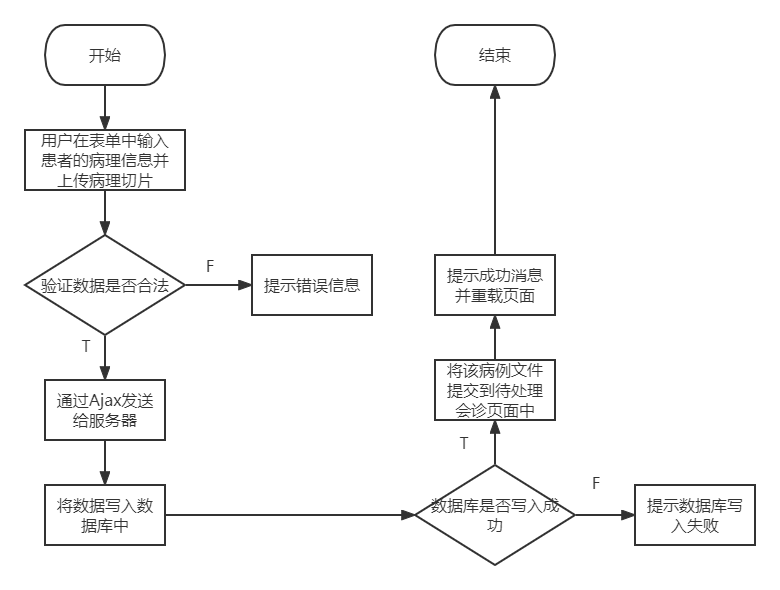 开始
用户在表单中输入
患者的病理信息并
上传病理切片
验证数据是否合法
F
提示错误信息
T
通过Ajax发送
给服务器
将数据写入数
据库中
数据库是否写入成
功
F
提示数据库写
入失败
T
将该病例文件
提交到待处理
会诊页面中
提示成功消息
并重载页面
结束